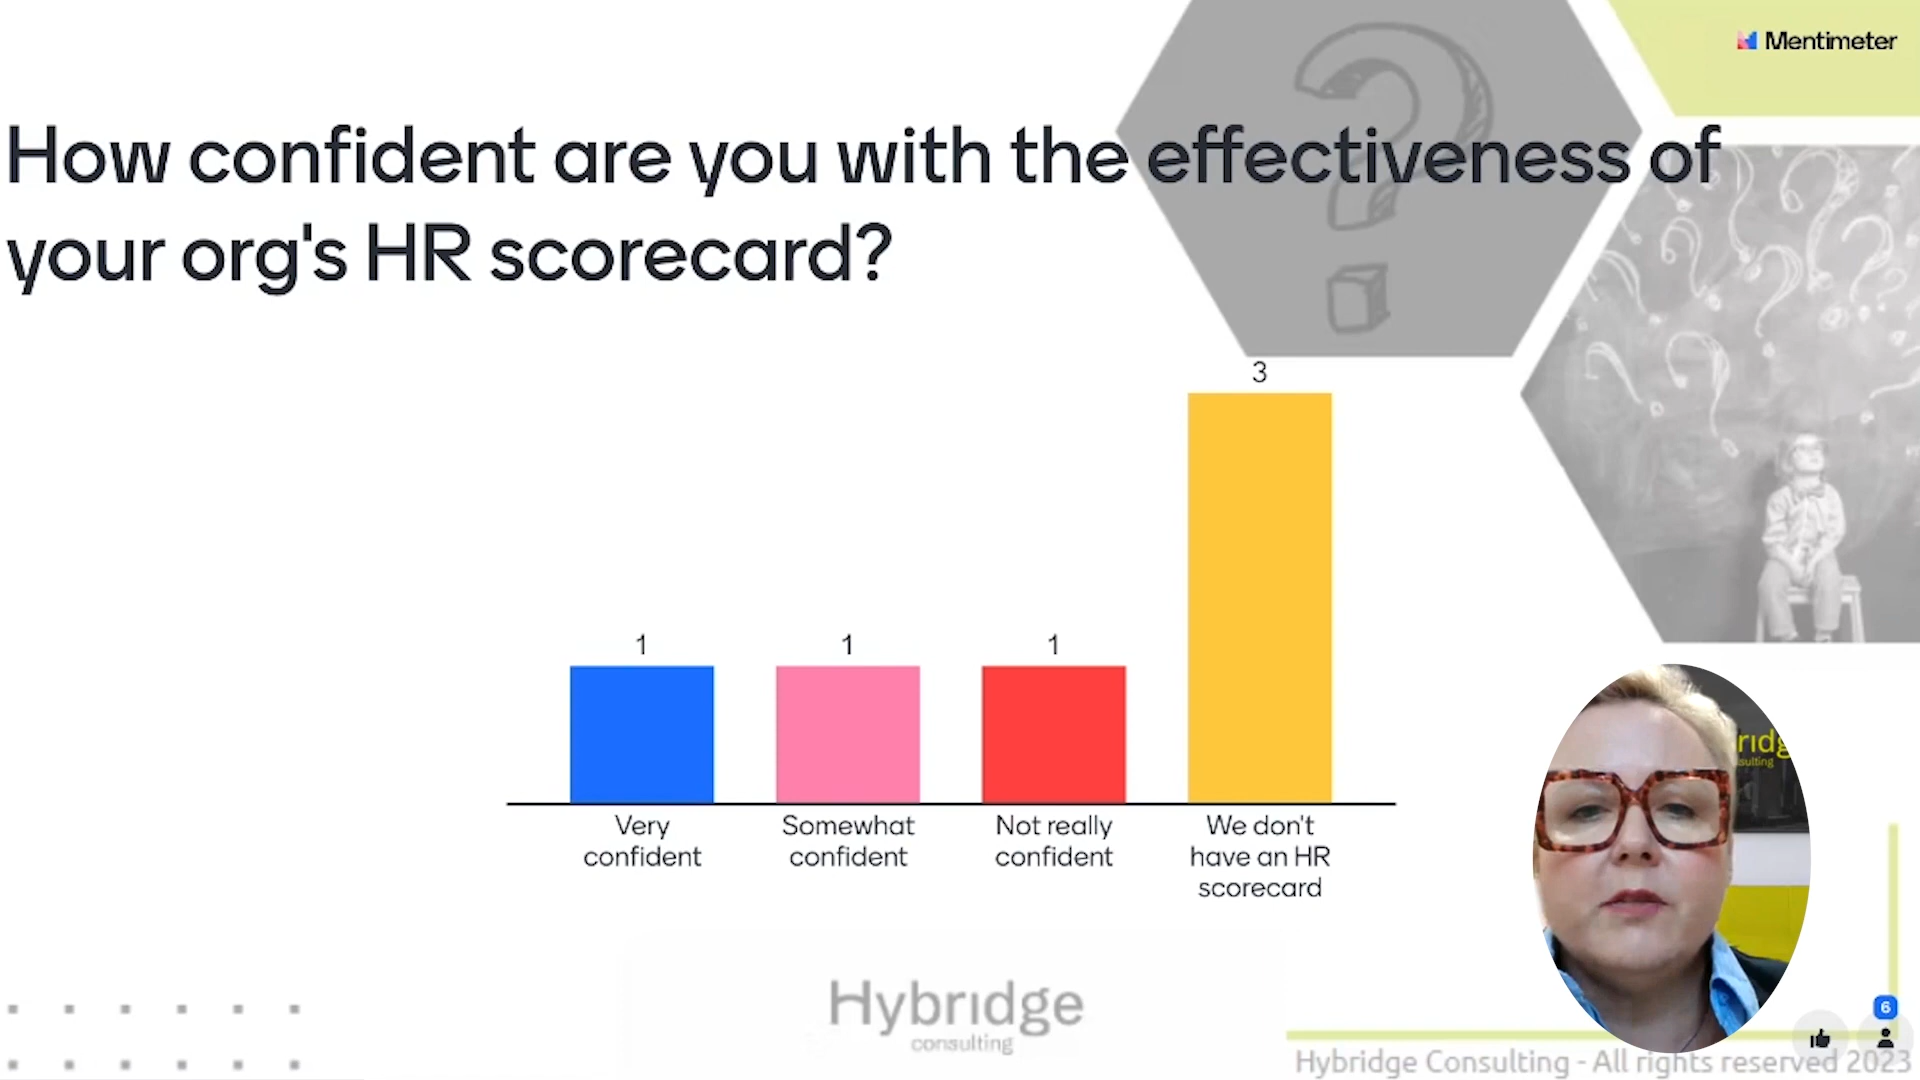 Mentimeter
How confident are you with the effectiveness of
your org's HR scorecard?
3
1
1
1
Very
confident
Somewhat
confident
Not really
confident
We don't
have an HR
scorecard
Hybridge
consulting
6
Hybridge Consulting - All rights reserved 2023